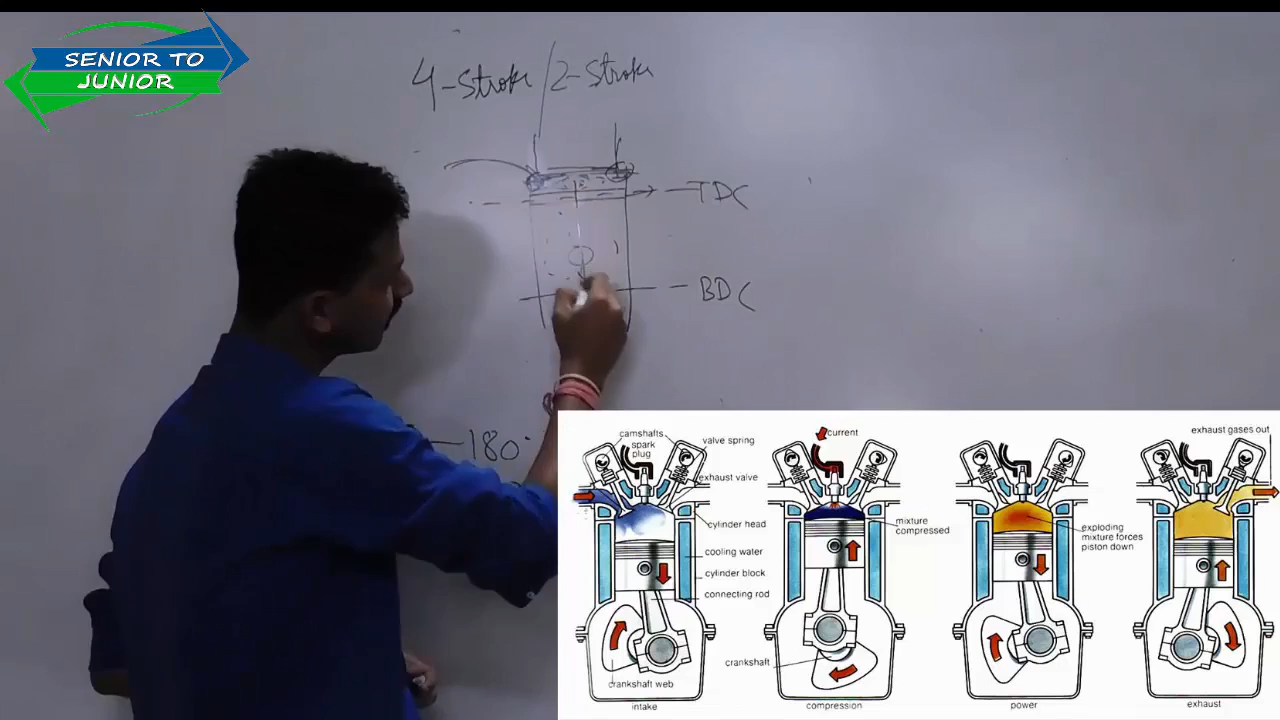 SENIOR TO
JUNIOR
4-Stroke/2-Stroke
TDC
BDC
180°
camshafts
spark
plug
valve spring
exhaust valve
cylinder head
cooling water
cylinder block
connecting rod
crankshaft web
intake
current
mixture
compressed
crankshaft
compression
exploding
mixture forces
piston down
power
exhaust gases out
exhaust